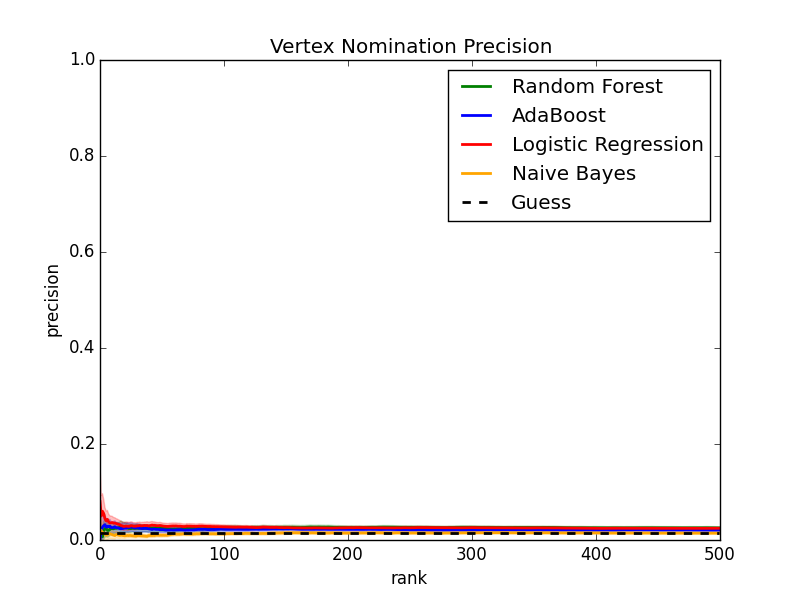 Vertex Nomination Precision
1.0
0.8
0.6
0.4
0.2
0.0
precision
Random Forest
AdaBoost
Logistic Regression
Naive Bayes
Guess
0 100 200 300 400 500
rank